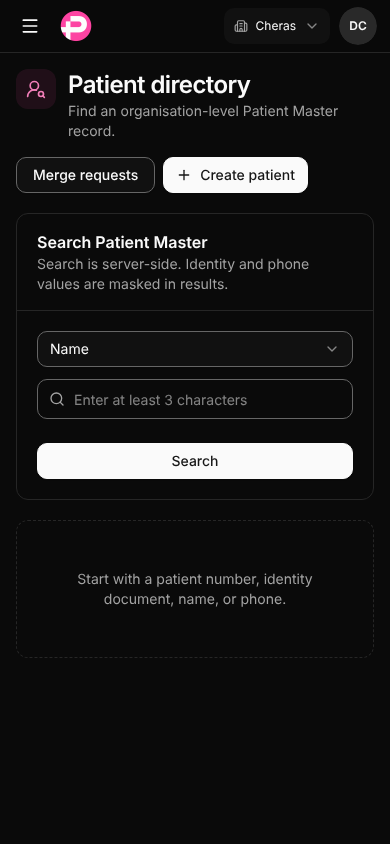 Cheras
DC
Patient directory
Find an organisation-level Patient Master
record.
Merge requests
Create patient
Search Patient Master
Search is server-side. Identity and phone
values are masked in results.
Name
Enter at least 3 characters
Search
Start with a patient number, identity
document, name, or phone.